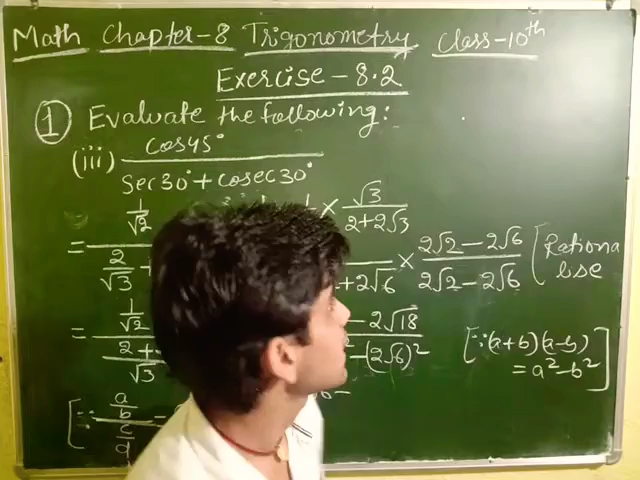 Math Chapter-8 Trigonometry Class-10th
Exercise-8.2
① Evaluate the following:
(iii) cos45°
Sec30°+cosec30°
= 1/√2
2/√3 +
× √3/(2+2√3)
+2√6 × (2√2-2√6)/(2√2-2√6) [Rationalise
= 1/√2
2+
√3
-2√18
-(2√6)²
[∵(a+b)(a-b)
= a²-b²]
[∵ a/b
c/d